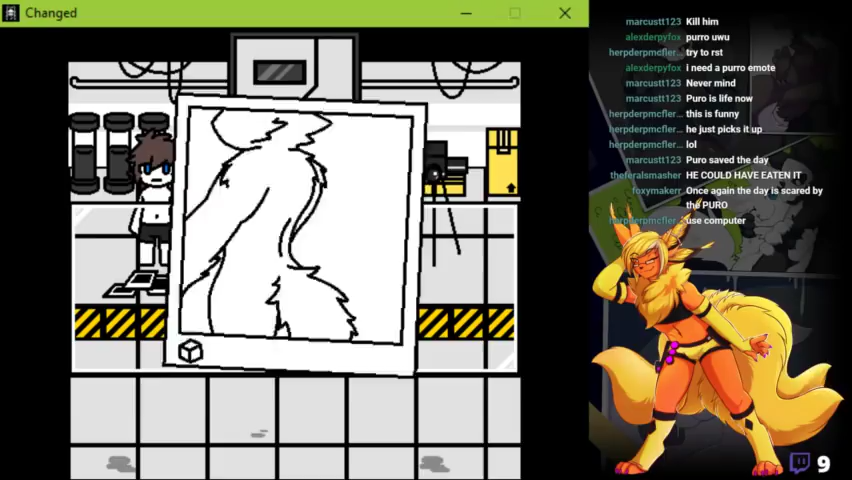 Changed
marcustt123 Kill him
alexderpyfox purro uwu
herpderpmcfler... try to rst
alexderpyfox i need a purro emote
marcustt123 Never mind
marcustt123 Puro is life now
herpderpmcfler... this is funny
herpderpmcfler... he just picks it up
herpderpmcfler... lol
marcustt123 Puro saved the day
theferalsmasher HE COULD HAVE EATEN IT
foxymakerr Once again the day is scared by
the PURO
herpderpmcfler... use computer
9